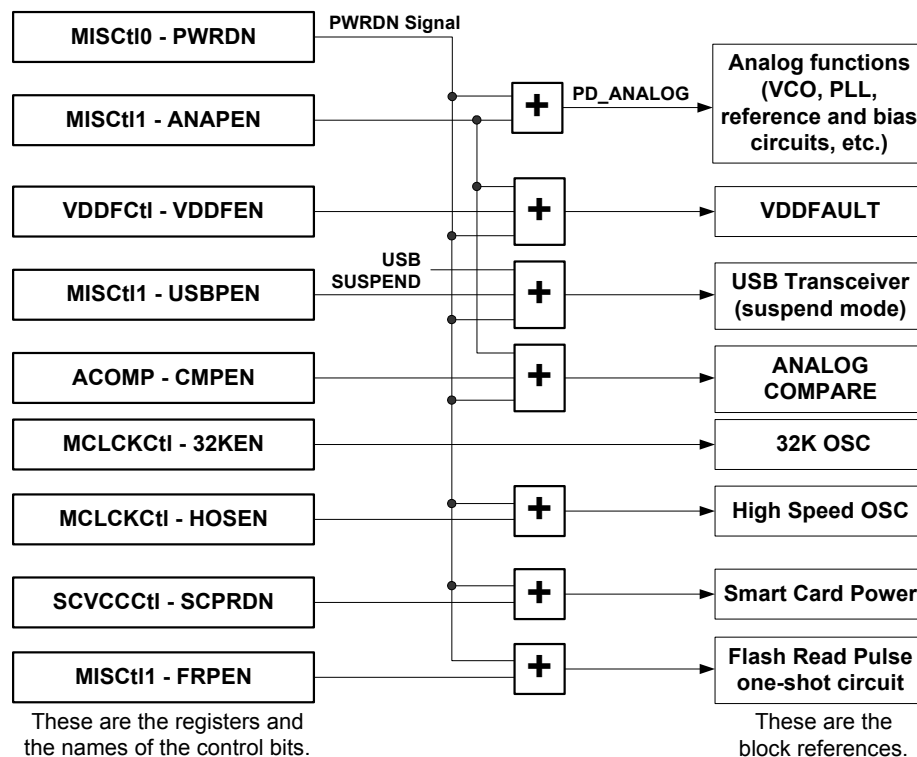 MISCtl0 - PWRDN
PWRDN Signal
MISCtl1 - ANAPEN
PD_ANALOG
Analog functions
(VCO, PLL,
reference and bias
circuits, etc.)
VDDFCtl - VDDFEN
VDDFAULT
USB
SUSPEND
MISCtl1 - USBPEN
USB Transceiver
(suspend mode)
ACOMP - CMPEN
ANALOG
COMPARE
MCLCKCtl - 32KEN
32K OSC
MCLCKCtl - HOSEN
High Speed OSC
SCVCCCtl - SCPRDN
Smart Card Power
MISCtl1 - FRPEN
Flash Read Pulse
one-shot circuit
These are the registers and
the names of the control bits.
These are the
block references.
+
+
+
+
+
+
+